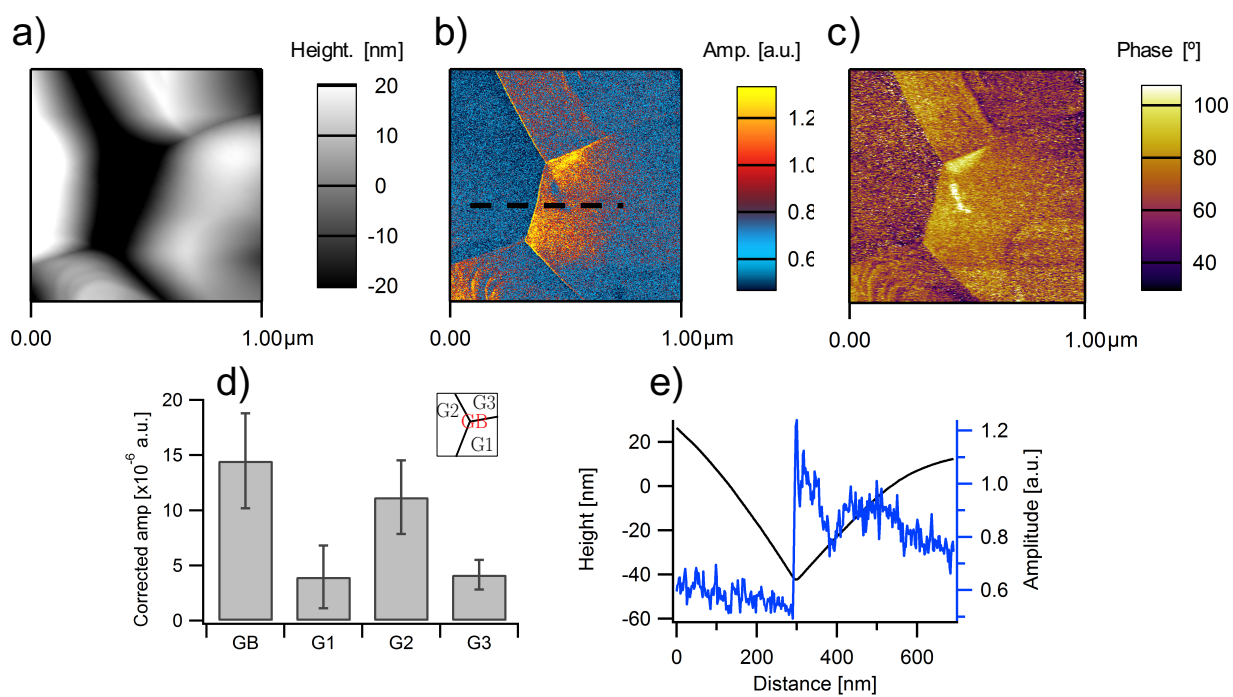 a)
Height. [nm]
20
10
0
-10
-20
0.00
1.00µm
b)
Amp. [a.u.]
1.2
1.0
0.8
0.6
0.00
1.00µm
c)
Phase [º]
100
80
60
40
0.00
1.00µm
d)
Corrected amp [x10⁻⁶ a.u.]
20
15
10
5
0
GB
G1
G2
G3
G2
G3
GB
G1
e)
Height [nm]
20
0
-20
-40
-60
0
200
400
600
Distance [nm]
1.2
1.0
0.8
0.6
Amplitude [a.u.]